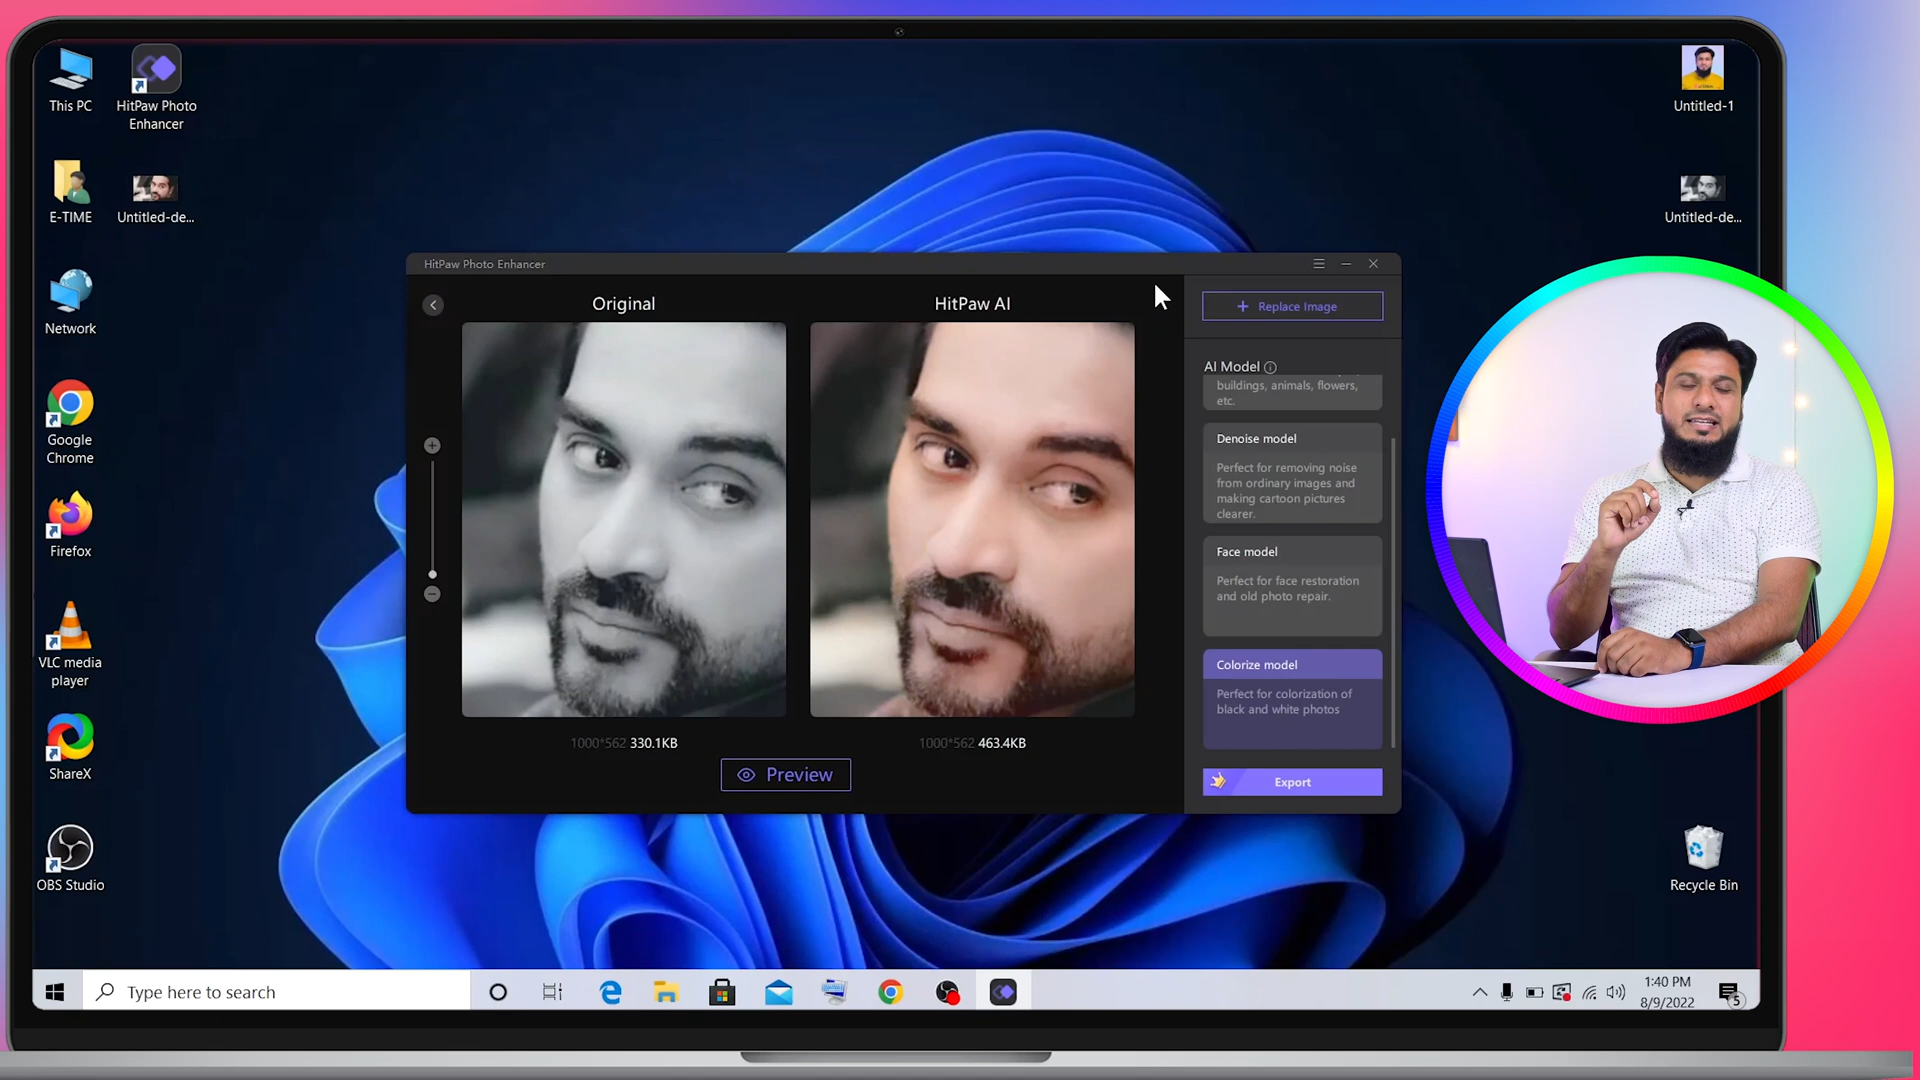 This PC
HitPaw Photo
Enhancer
E-TIME
Untitled-de...
Network
Google
Chrome
Firefox
VLC media
player
ShareX
OBS Studio
Untitled-1
Untitled-de...
Recycle Bin
HitPaw Photo Enhancer
Original
HitPaw AI
1000*562 330.1KB
1000*562 463.4KB
Preview
Replace Image
AI Model
buildings, animals, flowers,
etc.
Denoise model
Perfect for removing noise
from ordinary images and
making cartoon pictures
clearer.
Face model
Perfect for face restoration
and old photo repair.
Colorize model
Perfect for colorization of
black and white photos
Export
Type here to search
1:40 PM
8/9/2022
5